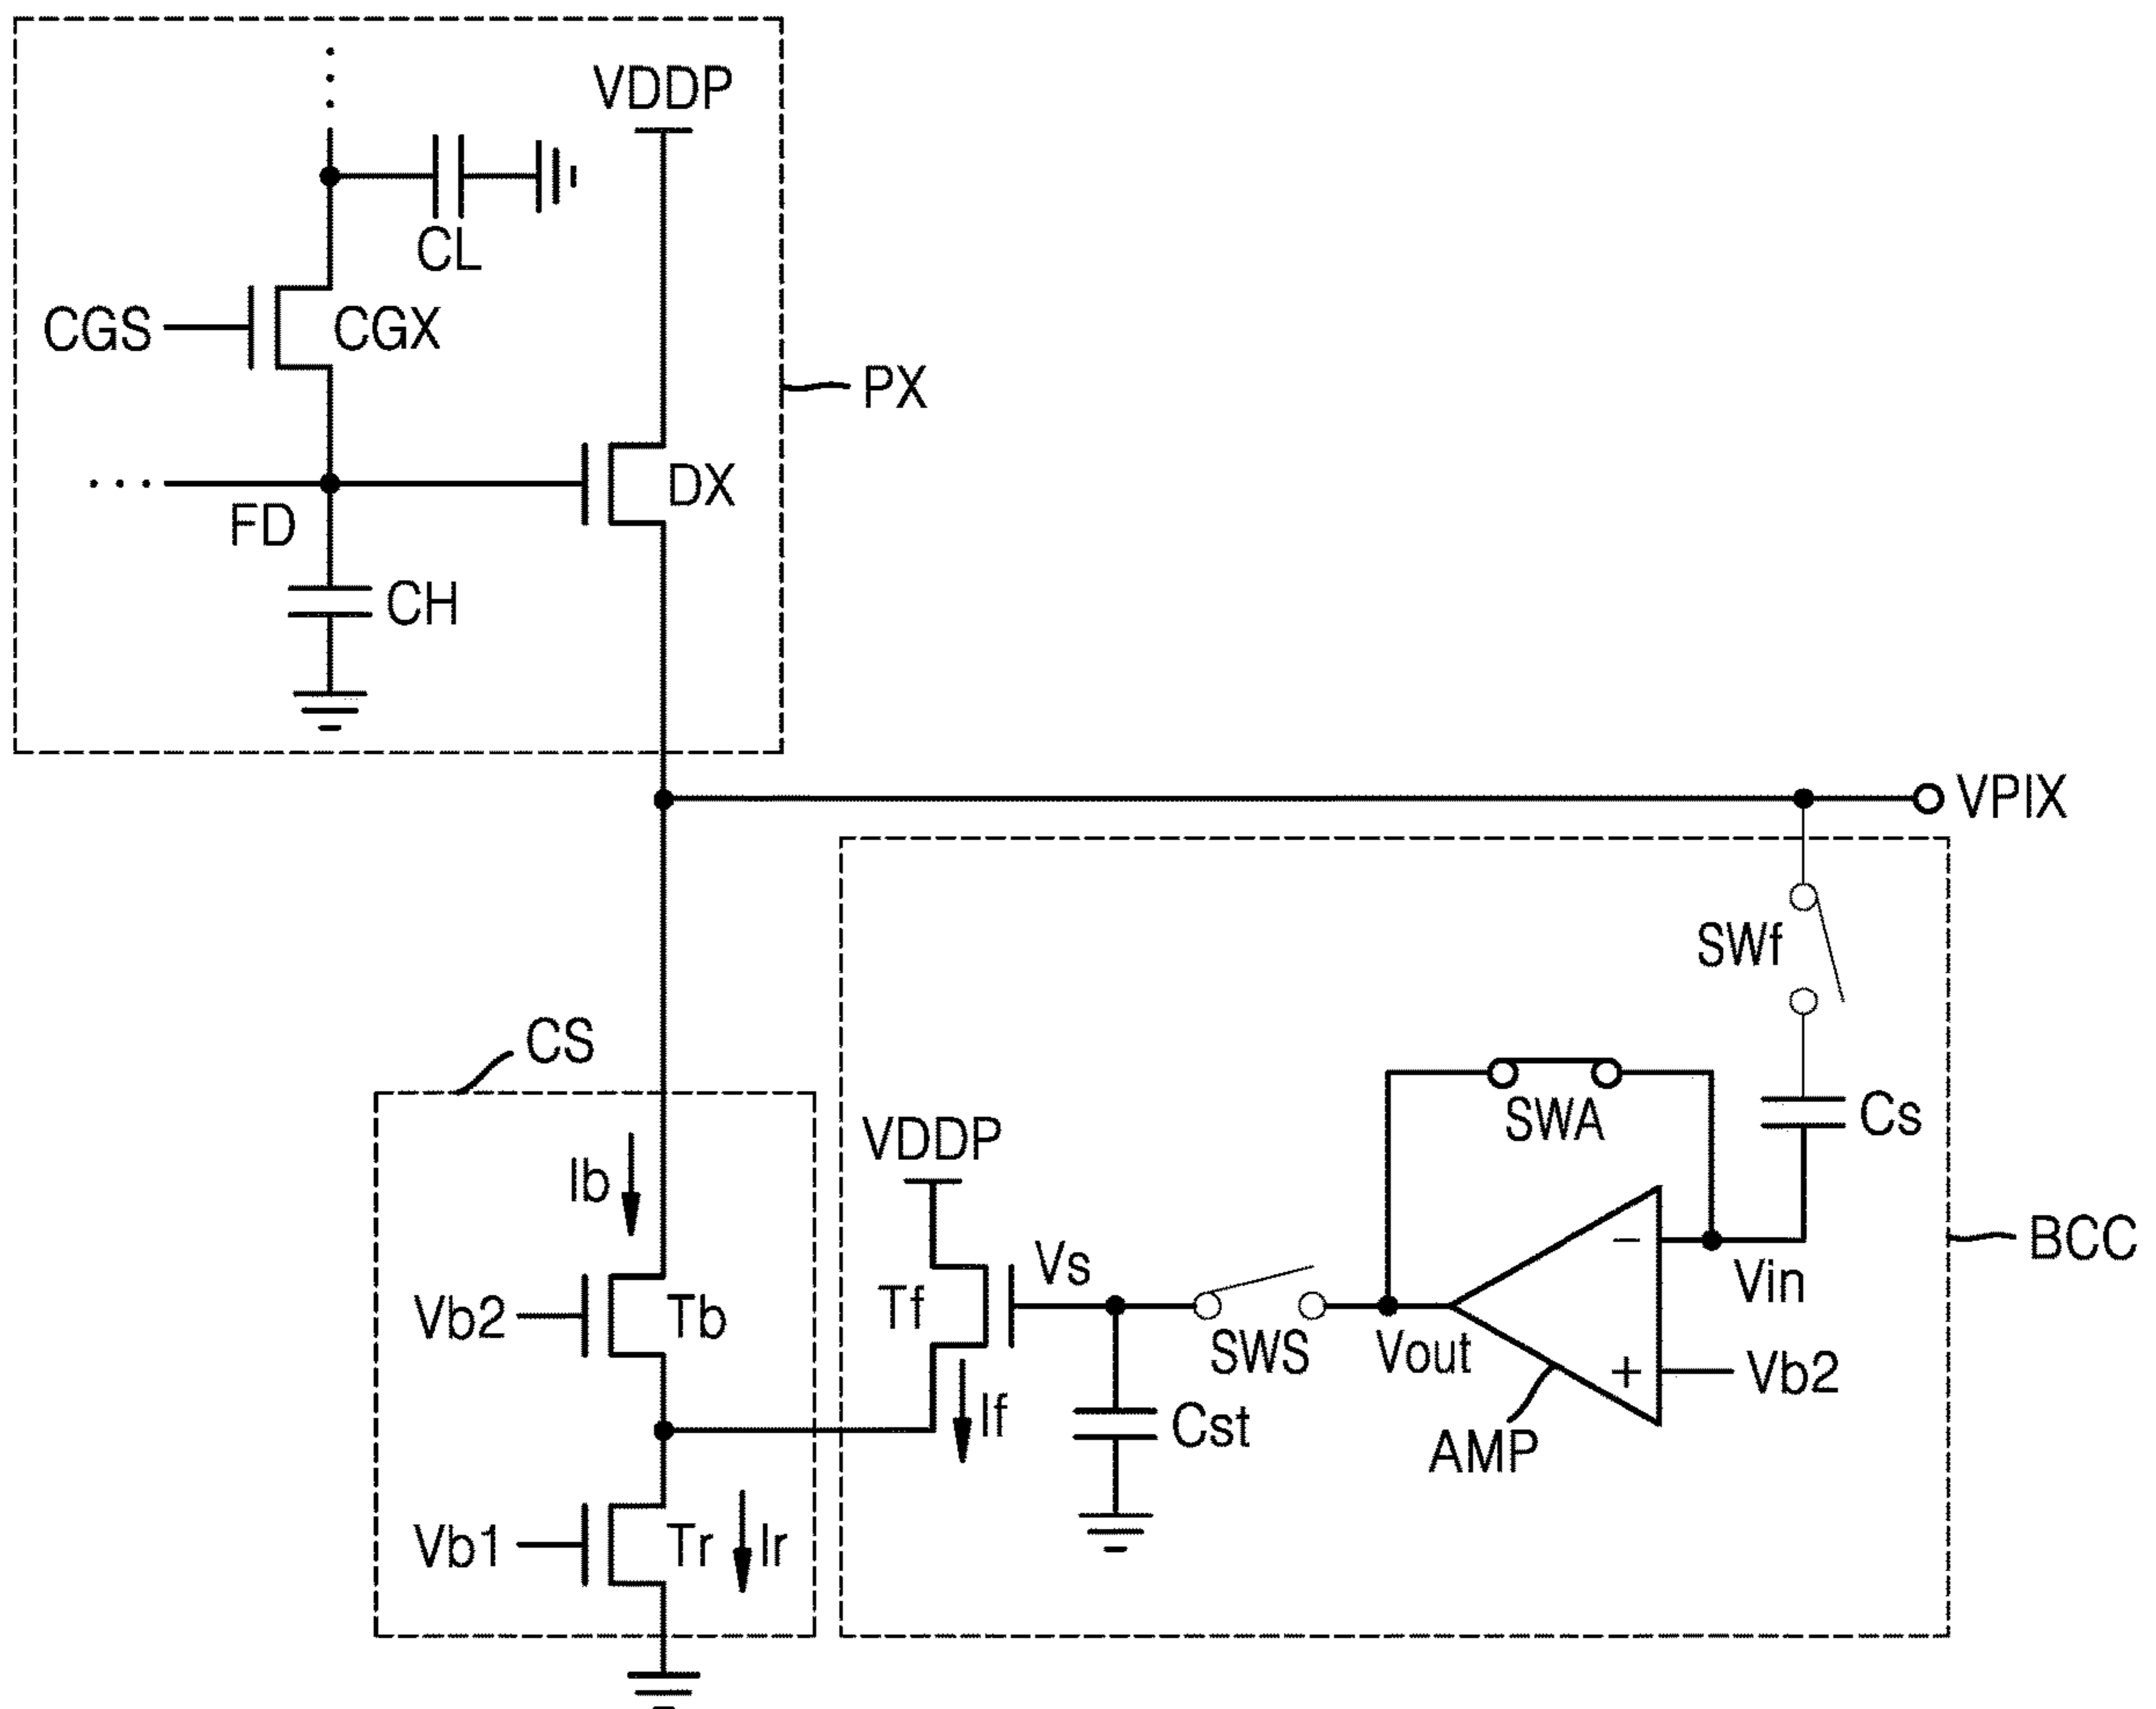 VDDP
CL
CGS
CGX
PX
DX
FD
CH
VPIX
SWf
CS
SWA
Cs
VDDP
Ib
Vs
BCC
Vin
Vb2
Tb
Tf
SWS
Vout
Vb2
If
Cst
AMP
Vb1
Tr
Ir